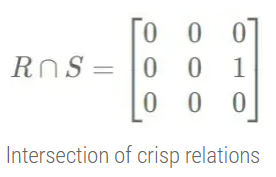 R ∩ S = [0 0 0
0 0 1
0 0 0]
Intersection of crisp relations